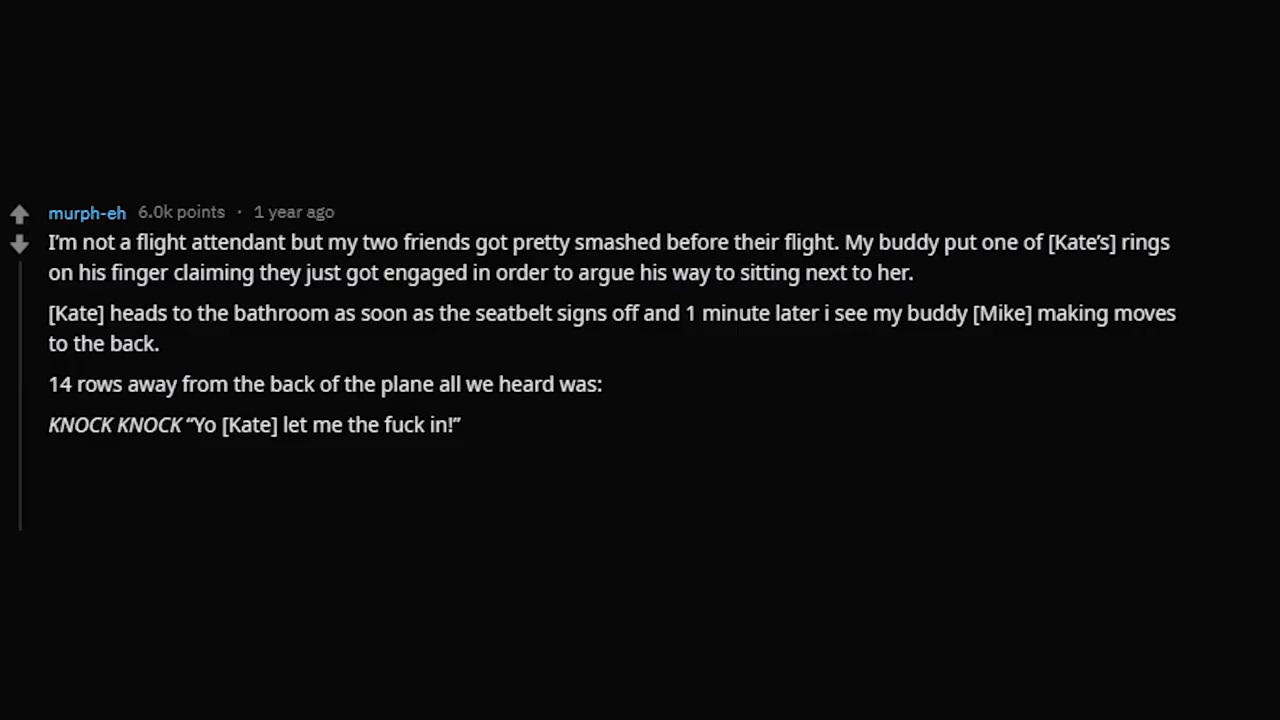 murph-eh 6.0k points · 1 year ago
I'm not a flight attendant but my two friends got pretty smashed before their flight. My buddy put one of [Kate's] rings
on his finger claiming they just got engaged in order to argue his way to sitting next to her.
[Kate] heads to the bathroom as soon as the seatbelt signs off and 1 minute later i see my buddy [Mike] making moves
to the back.
14 rows away from the back of the plane all we heard was:
KNOCK KNOCK “Yo [Kate] let me the fuck in!”